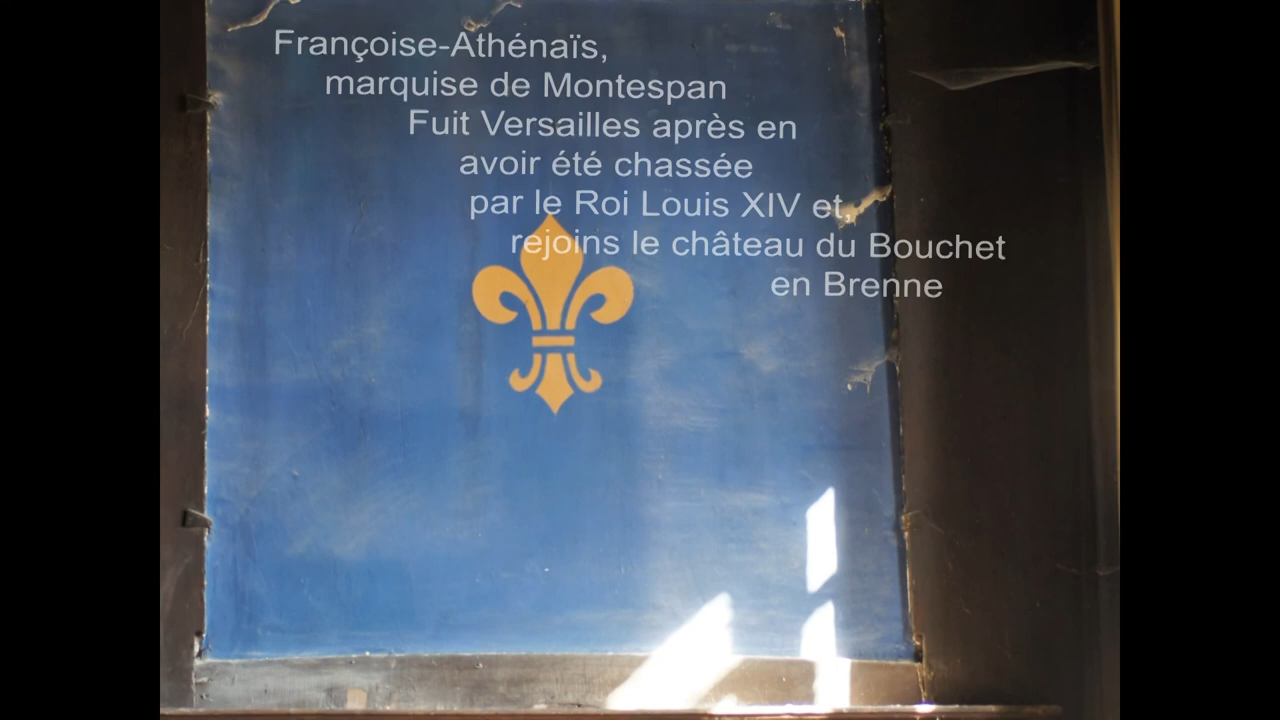 Françoise-Athénaïs,
marquise de Montespan
Fuit Versailles après en
avoir été chassée
par le Roi Louis XIV et,
rejoins le château du Bouchet
en Brenne